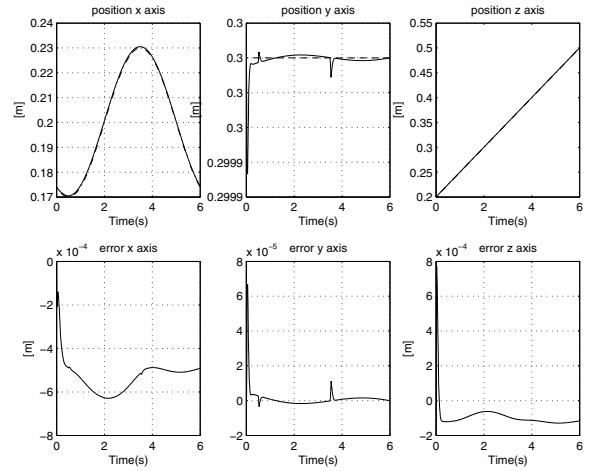 position x axis
0.24
0.23
0.22
0.21
0.2
0.19
0.18
0.17
[m]
0 2 4 6
Time(s)
position y axis
0.3
0.3
0.3
0.3
0.2999
0.2999
[m]
0 2 4 6
Time(s)
position z axis
0.55
0.5
0.45
0.4
0.35
0.3
0.25
0.2
[m]
0 2 4 6
Time(s)
x 10⁻⁴ error x axis
0
−2
−4
−6
−8
[m]
0 2 4 6
Time(s)
x 10⁻⁵ error y axis
8
6
4
2
0
−2
0 2 4 6
Time(s)
x 10⁻⁴ error z axis
8
6
4
2
0
−2
[m]
0 2 4 6
Time(s)